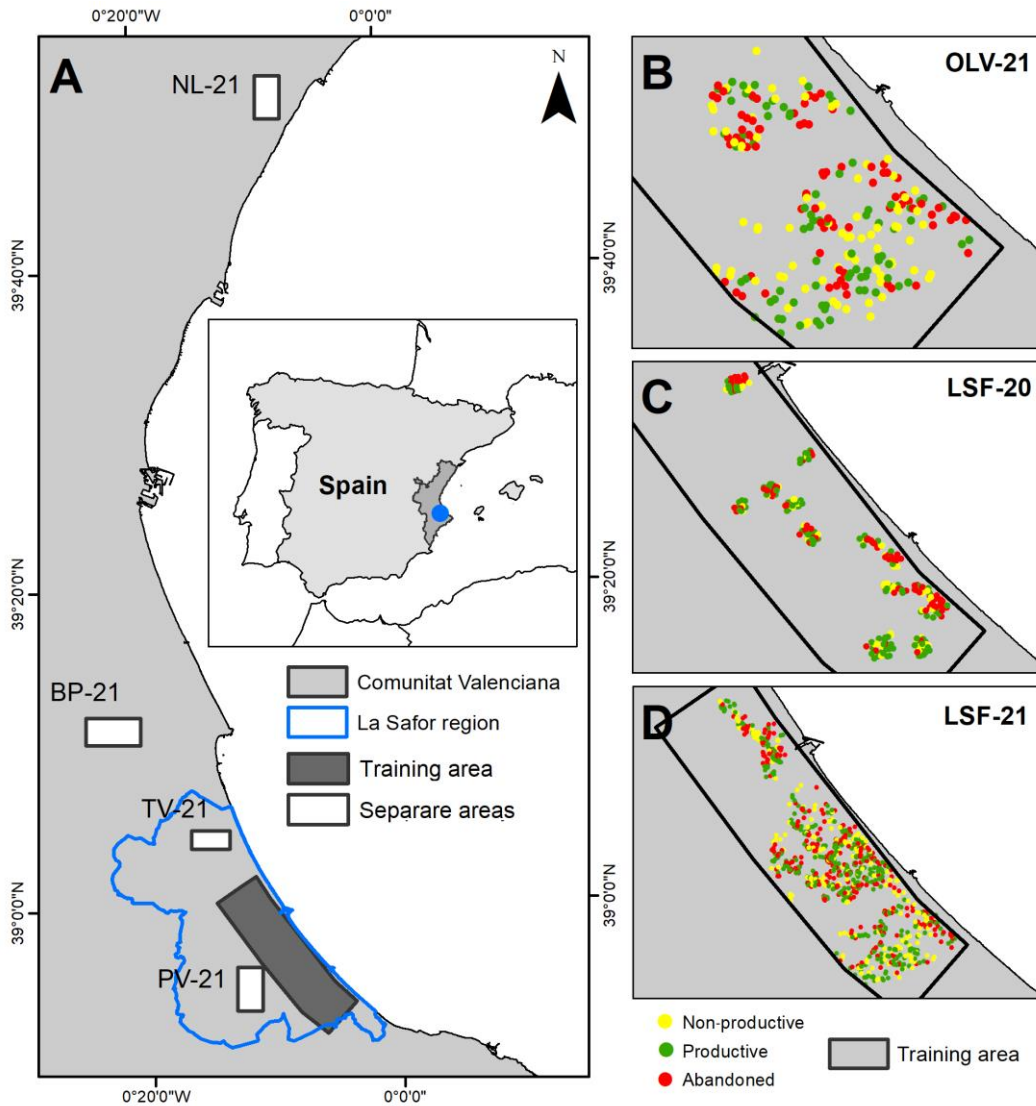 0°20'0"W
0°0'0"
A
NL-21
N
39°40'0"N
Spain
39°20'0"N
Comunitat Valenciana
La Safor region
Training area
Separare areas
BP-21
TV-21
39°0'0"N
PV-21
0°20'0"W
0°0'0"
B
OLV-21
39°40'0"N
C
LSF-20
39°20'0"N
D
LSF-21
39°0'0"N
Non-productive
Productive
Abandoned
Training area